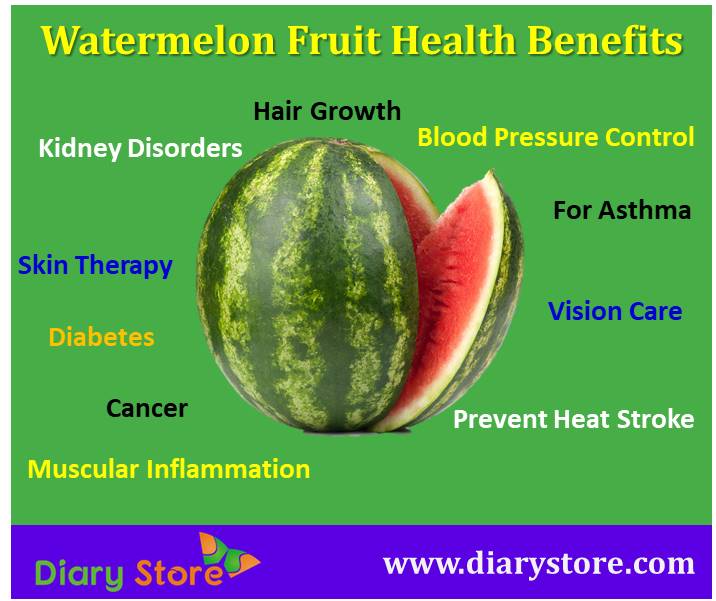 Watermelon Fruit Health Benefits
Hair Growth
Blood Pressure Control
Kidney Disorders
For Asthma
Skin Therapy
Vision Care
Diabetes
Cancer
Prevent Heat Stroke
Muscular Inflammation
Diary Store
www.diarystore.com